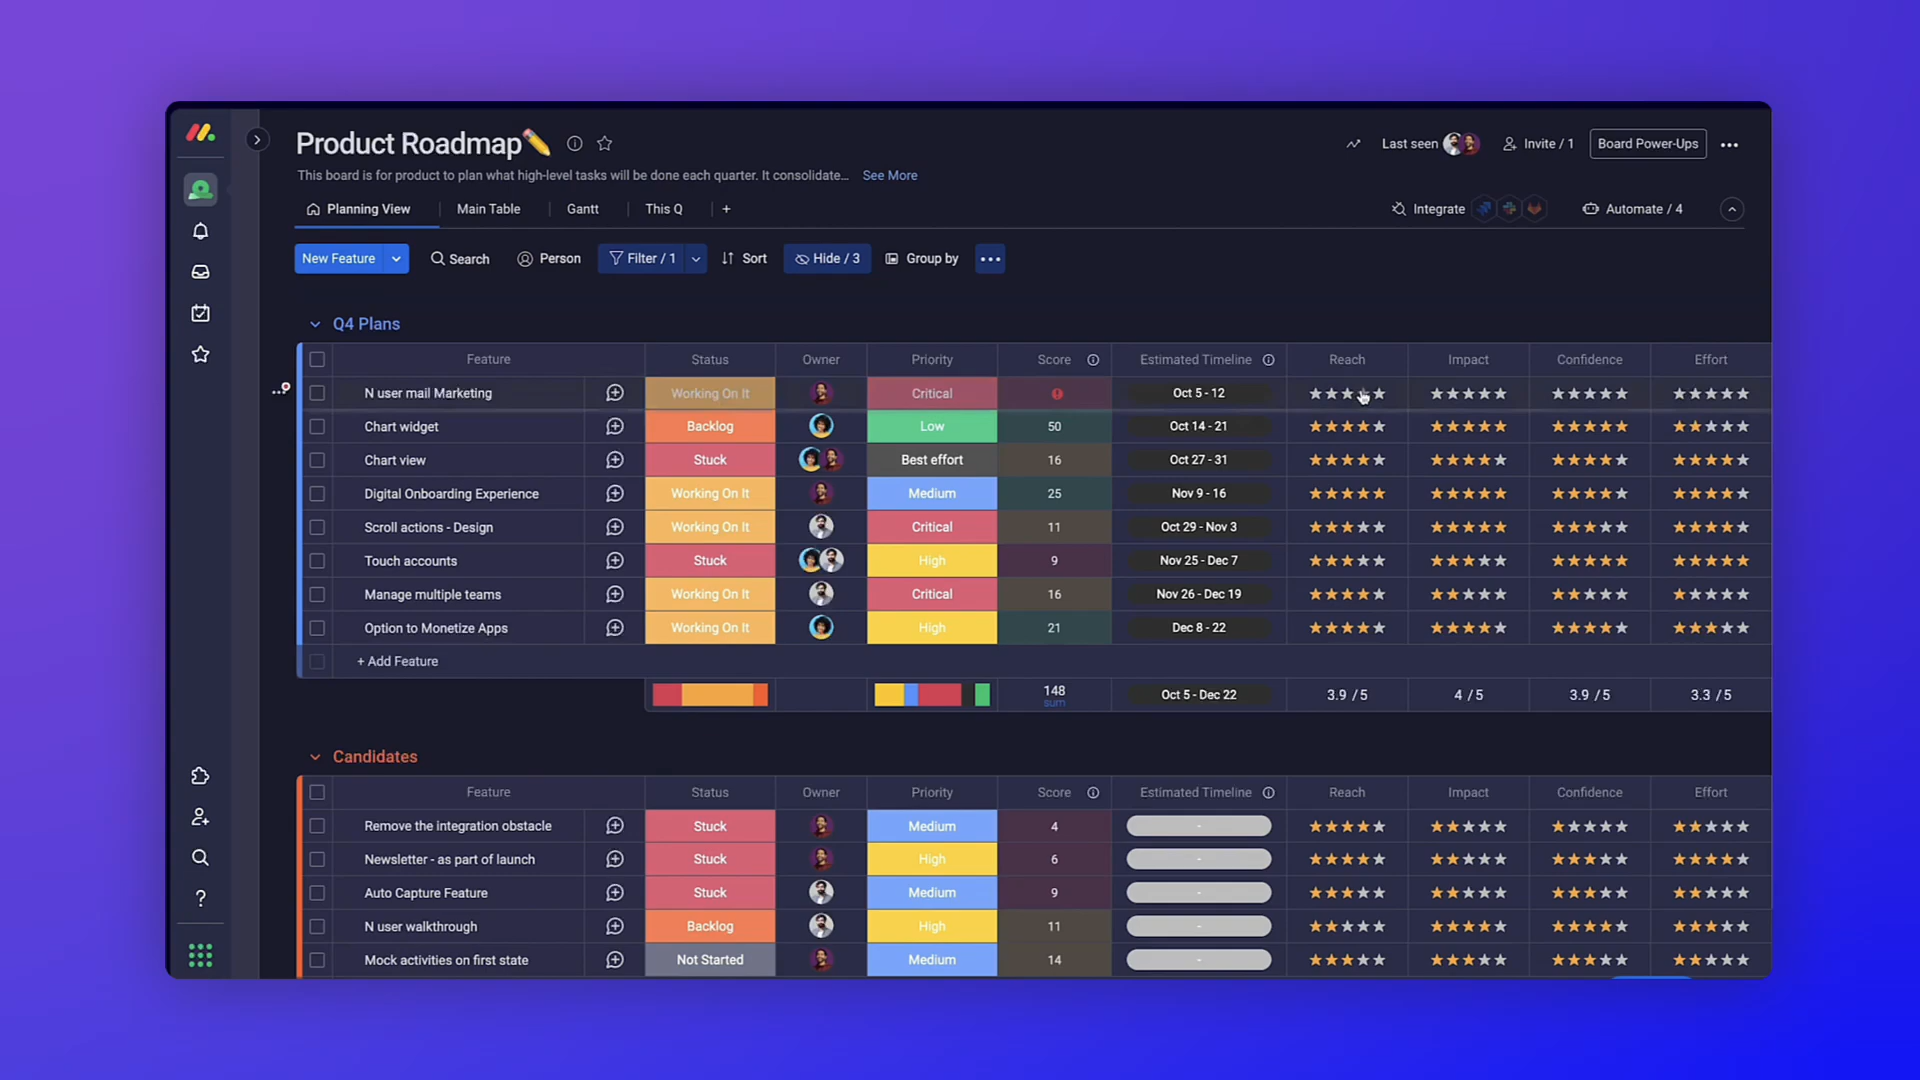 Product Roadmap✏️
Last seen
Invite / 1
Board Power-Ups
This board is for product to plan what high-level tasks will be done each quarter. It consolidate... See More
Planning View
Main Table
Gantt
This Q
Integrate
Automate / 4
New Feature
Search
Person
Filter / 1
Sort
Hide / 3
Group by
Q4 Plans
Feature Status Owner Priority Score Estimated Timeline Reach Impact Confidence Effort
N user mail Marketing Working On It Critical Oct 5 - 12
Chart widget Backlog Low 50 Oct 14 - 21
Chart view Stuck Best effort 16 Oct 27 - 31
Digital Onboarding Experience Working On It Medium 25 Nov 9 - 16
Scroll actions - Design Working On It Critical 11 Oct 29 - Nov 3
Touch accounts Stuck High 9 Nov 25 - Dec 7
Manage multiple teams Working On It Critical 16 Nov 26 - Dec 19
Option to Monetize Apps Working On It High 21 Dec 8 - 22
+ Add Feature
148 Oct 5 - Dec 22 3.9 / 5 4 / 5 3.9 / 5 3.3 / 5
sum
Candidates
Feature Status Owner Priority Score Estimated Timeline Reach Impact Confidence Effort
Remove the integration obstacle Stuck Medium 4 -
Newsletter - as part of launch Stuck High 6 -
Auto Capture Feature Stuck Medium 9 -
N user walkthrough Backlog High 11 -
Mock activities on first state Not Started Medium 14 -